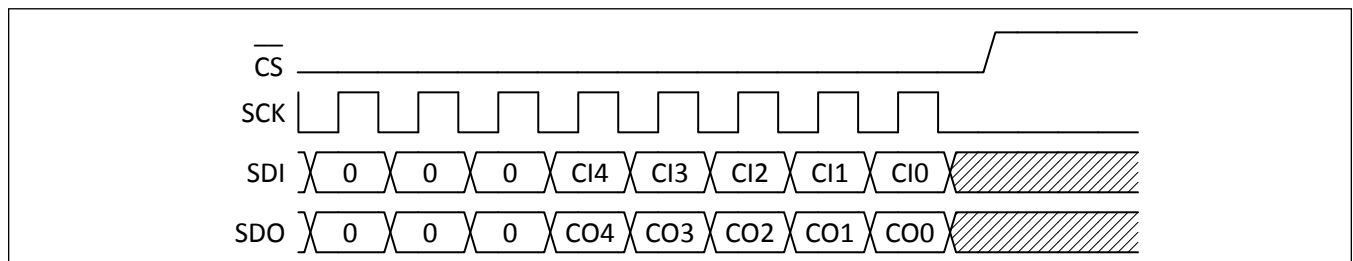 C̅S̅
SCK
SDI 0 0 0 CI4 CI3 CI2 CI1 CI0
SDO 0 0 0 CO4 CO3 CO2 CO1 CO0